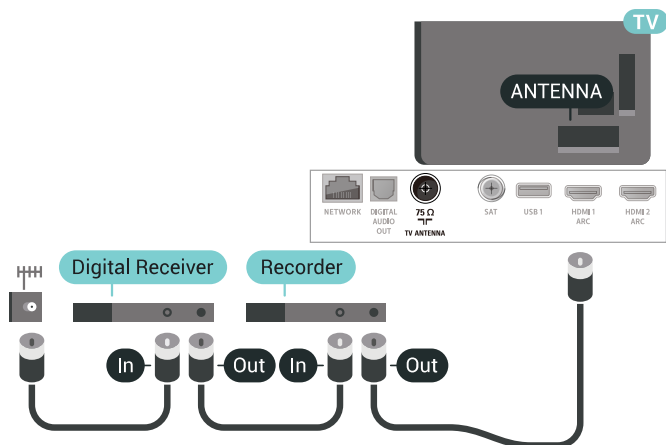 TV
ANTENNA
NETWORK
DIGITAL
AUDIO
OUT
75 Ω
TV ANTENNA
SAT
USB 1
HDMI 1
ARC
HDMI 2
ARC
Digital Receiver
Recorder
In
Out
In
Out